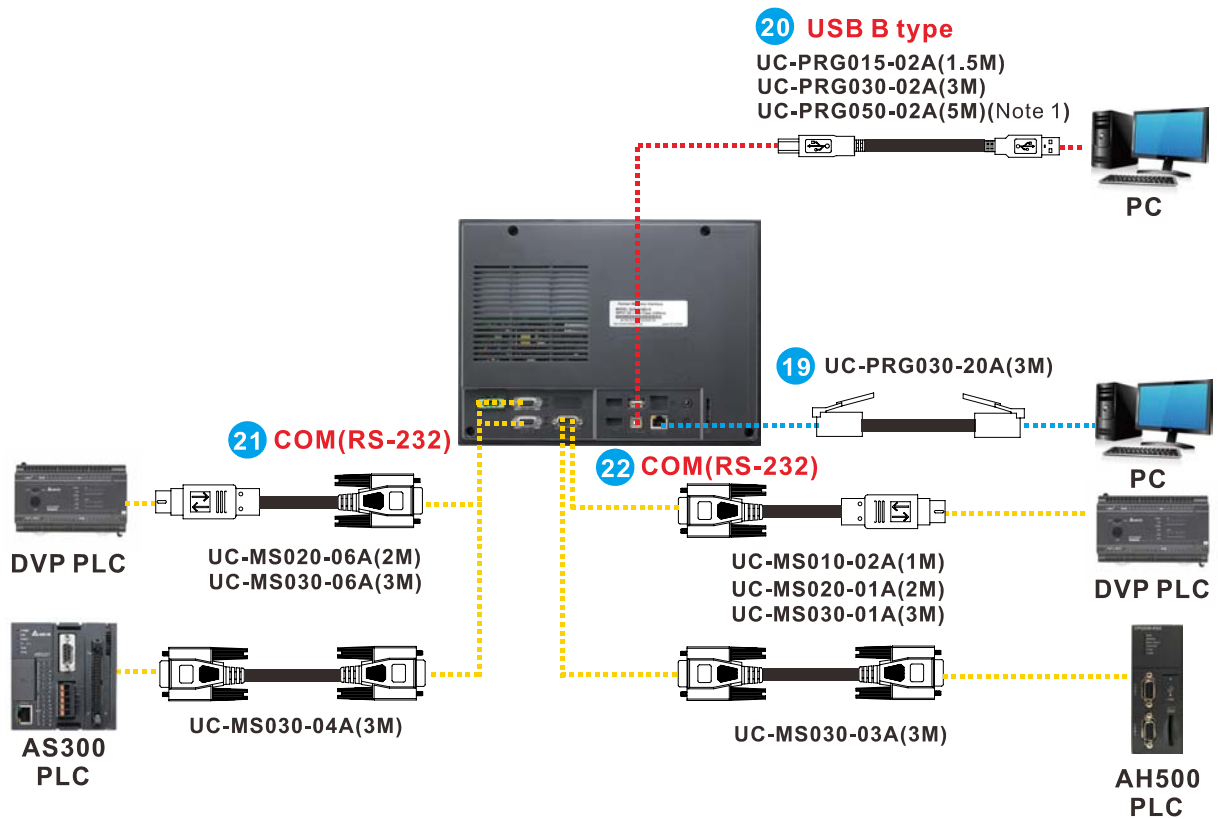 20 USB B type
UC-PRG015-02A(1.5M)
UC-PRG030-02A(3M)
UC-PRG050-02A(5M)(Note 1)
PC
19 UC-PRG030-20A(3M)
PC
21 COM(RS-232)
DVP PLC
UC-MS020-06A(2M)
UC-MS030-06A(3M)
AS300
PLC
UC-MS030-04A(3M)
22 COM(RS-232)
UC-MS010-02A(1M)
UC-MS020-01A(2M)
UC-MS030-01A(3M)
DVP PLC
UC-MS030-03A(3M)
AH500
PLC